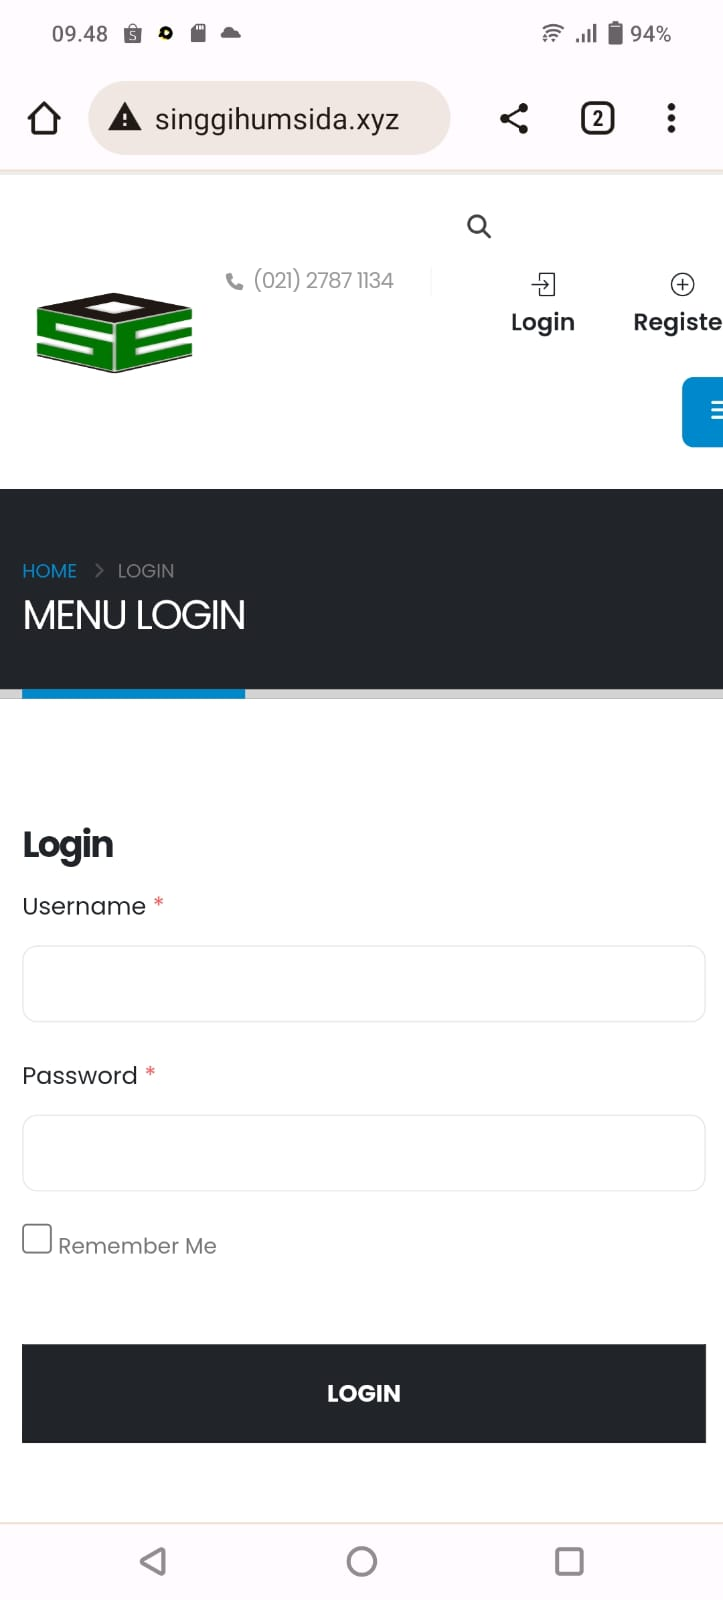 09.48
94%
singgihumsida.xyz
2
(021) 2787 1134
Login
Registe
SDE
HOME > LOGIN
MENU LOGIN
Login
Username *
Password *
Remember Me
LOGIN